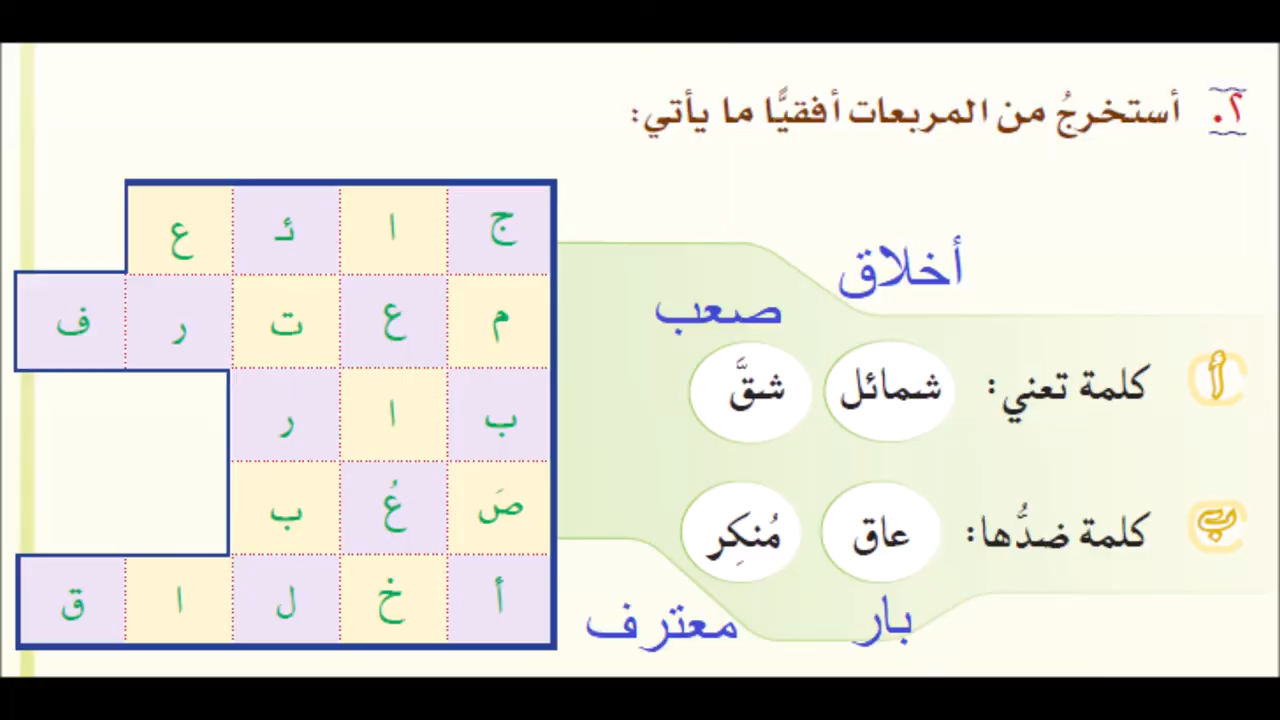 ٢. أستخرجُ من المربعات أفقيًّا ما يأتي:
أخلاق
صعب
أ كلمة تعني: شمائل شقَّ
ب كلمة ضدُّها: عاق مُنكِر
بار
معترف
ج ا ئـ ع
م ع ت ر ف
ب ا ر
صَ عُ ب
أ خ ل ا ق